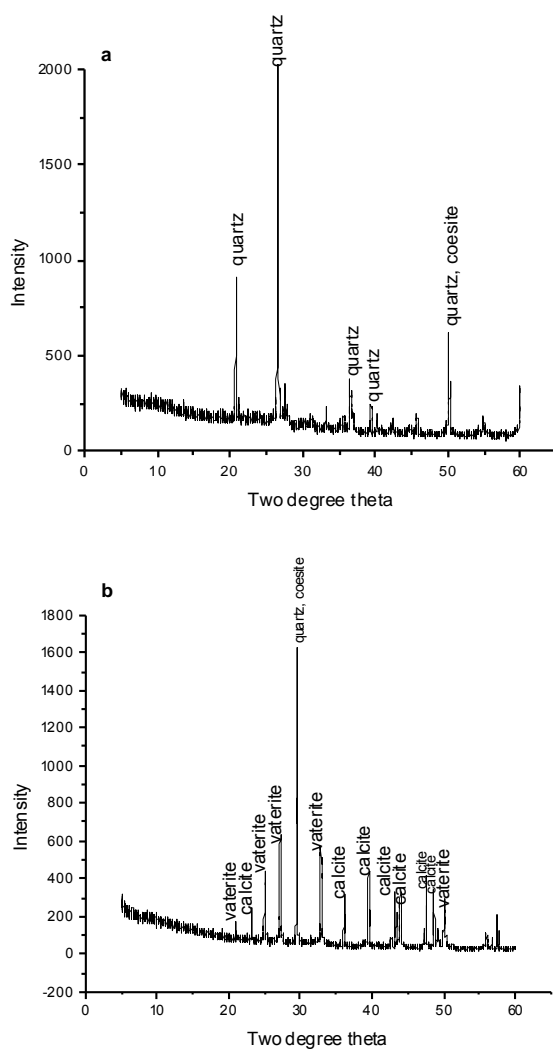 a
quartz
quartz
quartz
quartz
quartz, coesite
2000
1500
1000
500
0
Intensity
0 10 20 30 40 50 60
Two degree theta
b
quartz, coesite
vaterite
calcite
vaterite
vaterite
vaterite
calcite
calcite
calcite
calcite
calcite
calcite
vaterite
1800
1600
1400
1200
1000
800
600
400
200
0
-200
Intensity
0 10 20 30 40 50 60
Two degree theta